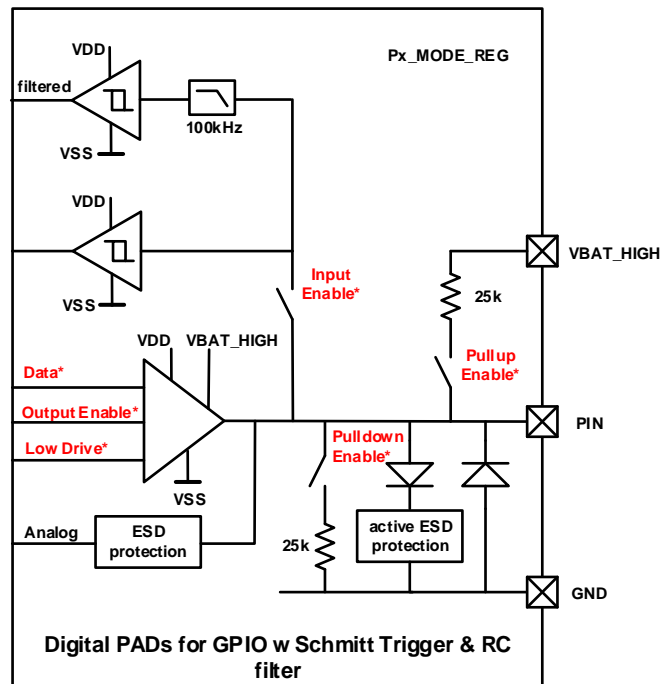 VDD
Px_MODE_REG
filtered
100kHz
VSS
VDD
VBAT_HIGH
Input
Enable*
25k
VSS
VDD
VBAT_HIGH
Pullup
Enable*
Data*
Output Enable*
PIN
Pulldown
Enable*
Low Drive*
VSS
Analog
ESD
protection
25k
active ESD
protection
GND
Digital PADs for GPIO w Schmitt Trigger & RC
filter